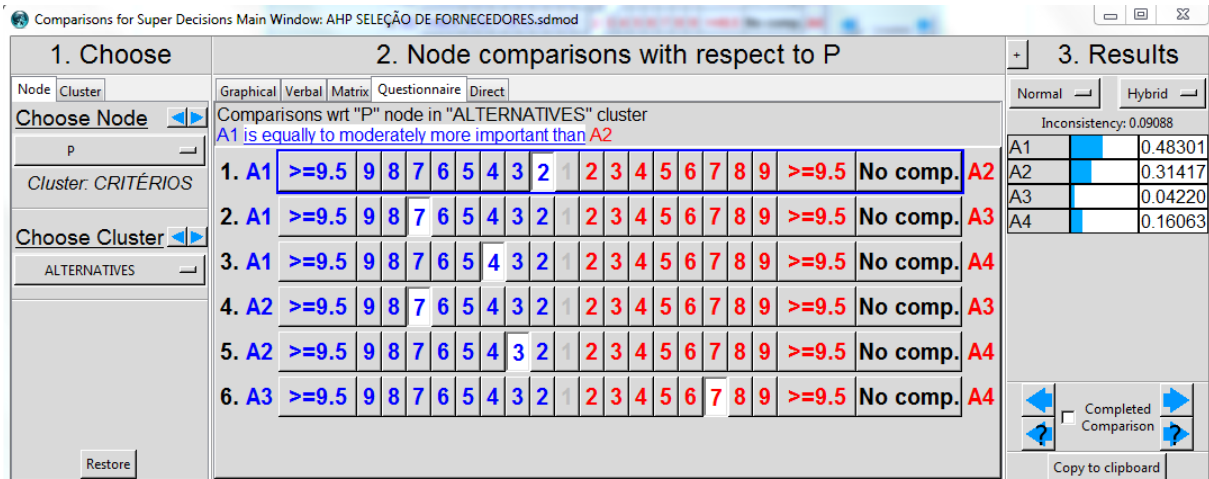 Comparisons for Super Decisions Main Window: AHP SELEÇÃO DE FORNECEDORES.sdmod
1. Choose
2. Node comparisons with respect to P
+ 3. Results
Node Cluster
Choose Node
P
Cluster: CRITÉRIOS
Choose Cluster
ALTERNATIVES
Restore
Graphical Verbal Matrix Questionnaire Direct
Comparisons wrt "P" node in "ALTERNATIVES" cluster
A1 is equally to moderately more important than A2
1. A1 >=9.5 9 8 7 6 5 4 3 2 1 2 3 4 5 6 7 8 9 >=9.5 No comp. A2
2. A1 >=9.5 9 8 7 6 5 4 3 2 1 2 3 4 5 6 7 8 9 >=9.5 No comp. A3
3. A1 >=9.5 9 8 7 6 5 4 3 2 1 2 3 4 5 6 7 8 9 >=9.5 No comp. A4
4. A2 >=9.5 9 8 7 6 5 4 3 2 1 2 3 4 5 6 7 8 9 >=9.5 No comp. A3
5. A2 >=9.5 9 8 7 6 5 4 3 2 1 2 3 4 5 6 7 8 9 >=9.5 No comp. A4
6. A3 >=9.5 9 8 7 6 5 4 3 2 1 2 3 4 5 6 7 8 9 >=9.5 No comp. A4
Normal Hybrid
Inconsistency: 0.09088
A1 0.48301
A2 0.31417
A3 0.04220
A4 0.16063
Completed
Comparison
? ?
Copy to clipboard